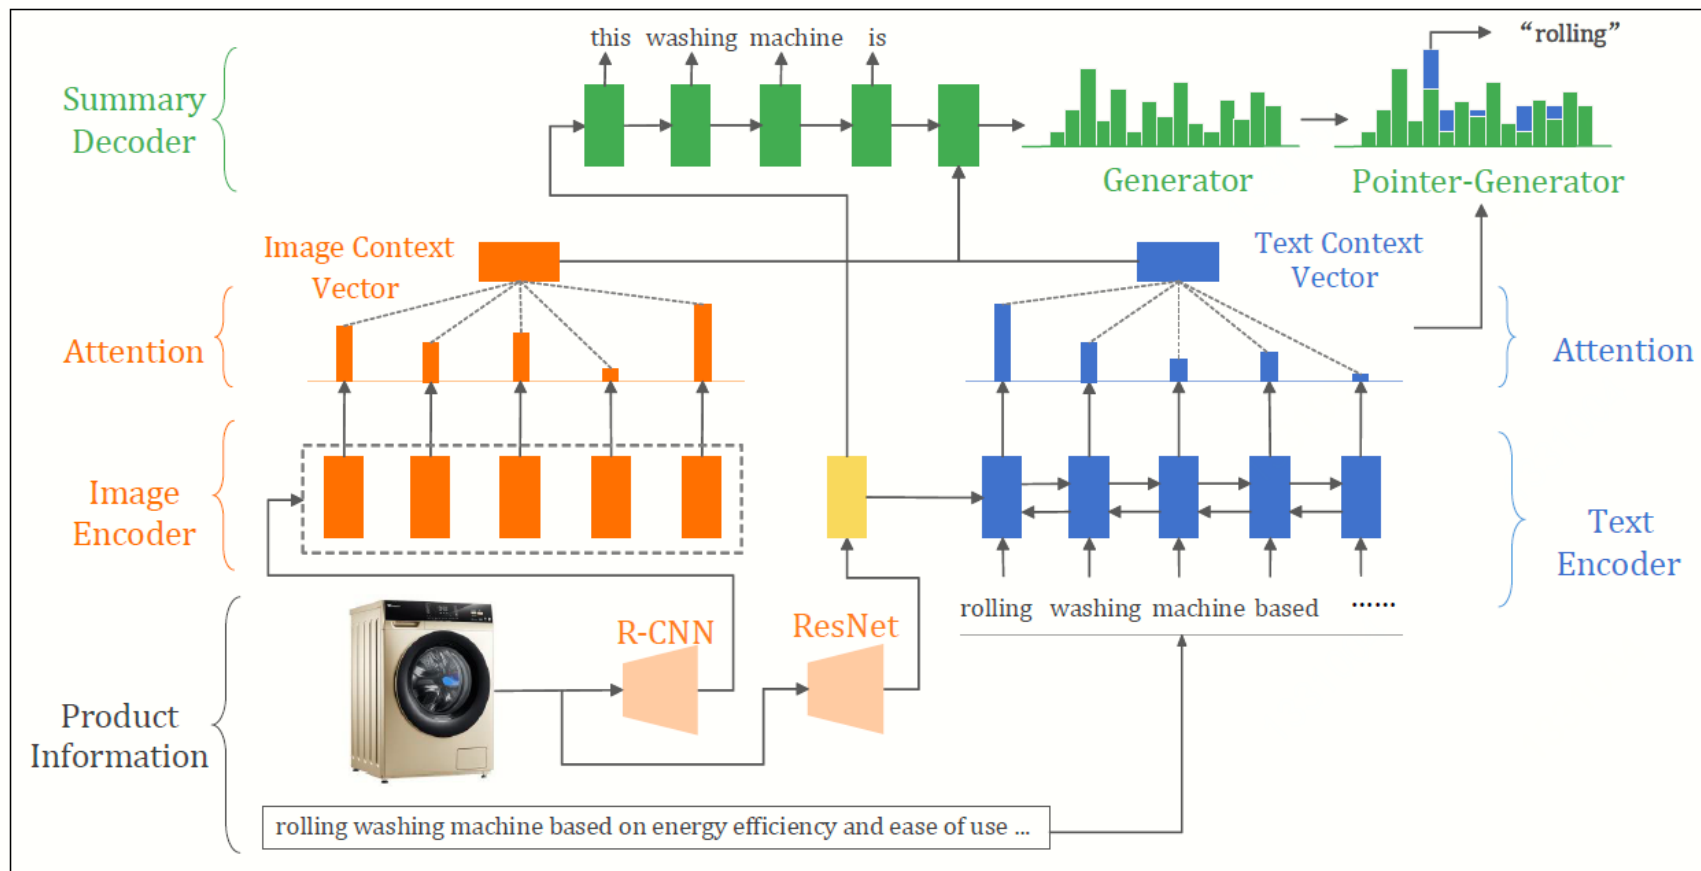 this washing machine is
“rolling”
Summary
Decoder
Generator
Pointer-Generator
Image Context
Vector
Text Context
Vector
Attention
Attention
Image
Encoder
Text
Encoder
rolling washing machine based ......
R-CNN
ResNet
Product
Information
rolling washing machine based on energy efficiency and ease of use ...